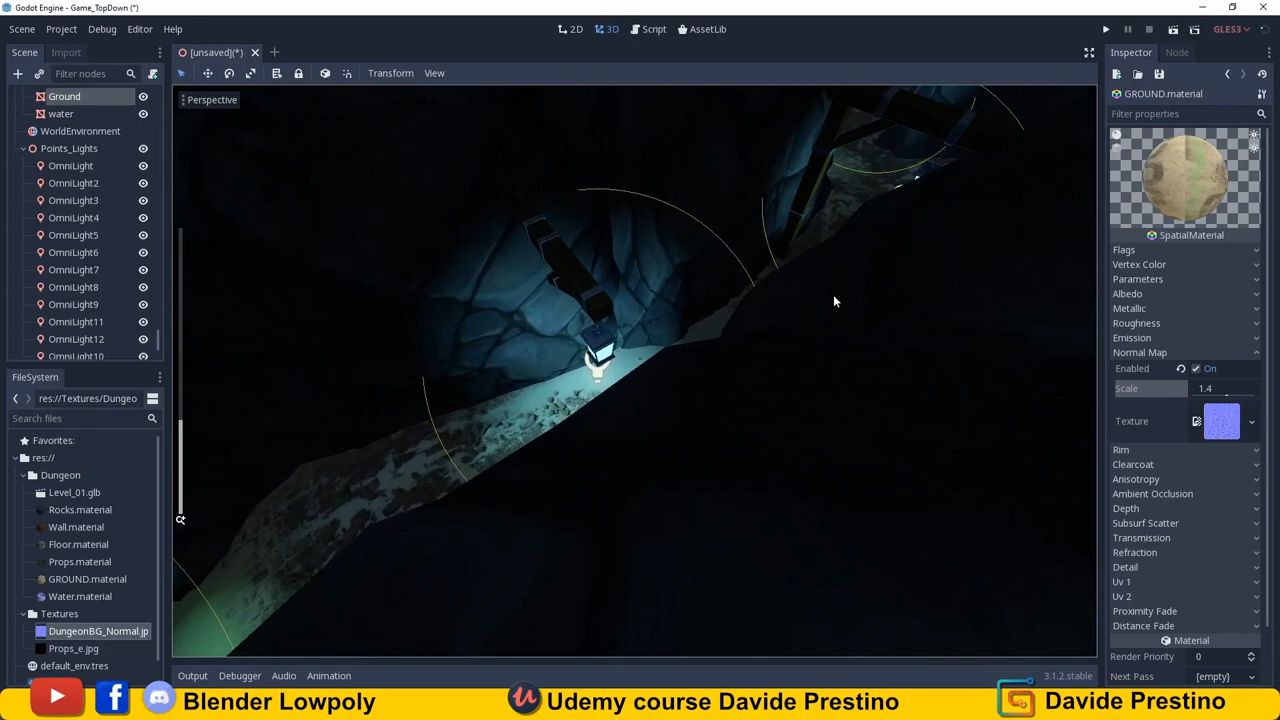 Godot Engine - Game_TopDown (*)
Scene Project Debug Editor Help
2D 3D Script AssetLib
GLES3
Scene Import
[unsaved](*)
Inspector Node
Filter nodes
Transform View
Perspective
Ground
water
WorldEnvironment
Points_Lights
OmniLight
OmniLight2
OmniLight3
OmniLight4
OmniLight5
OmniLight6
OmniLight7
OmniLight8
OmniLight9
OmniLight11
OmniLight12
OmniLight10
FileSystem
res://Textures/Dungeo
Search files
Favorites:
res://
Dungeon
Level_01.glb
Rocks.material
Wall.material
Floor.material
Props.material
GROUND.material
Water.material
Textures
DungeonBG_Normal.jp
Props_e.jpg
default_env.tres
Output Debugger Audio Animation
3.1.2.stable
GROUND.material
Filter properties
SpatialMaterial
Flags
Vertex Color
Parameters
Albedo
Metallic
Roughness
Emission
Normal Map
Enabled On
Scale 1.4
Texture
Rim
Clearcoat
Anisotropy
Ambient Occlusion
Depth
Subsurf Scatter
Transmission
Refraction
Detail
Uv 1
Uv 2
Proximity Fade
Distance Fade
Material
Render Priority 0
Next Pass [empty]
Blender Lowpoly
Udemy course Davide Prestino
Davide Prestino